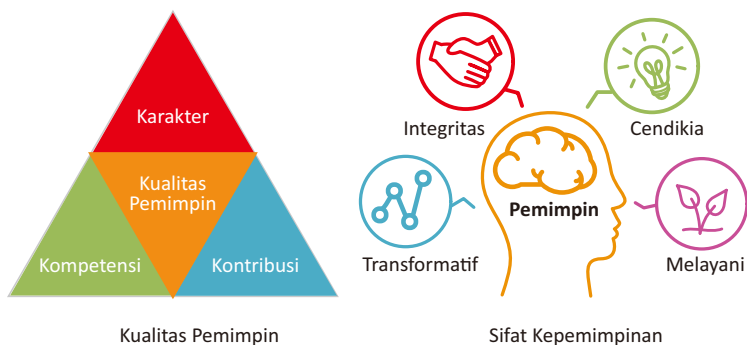 Karakter
Kualitas
Pemimpin
Kompetensi
Kontribusi
Kualitas Pemimpin
Integritas
Cendikia
Pemimpin
Transformatif
Melayani
Sifat Kepemimpinan